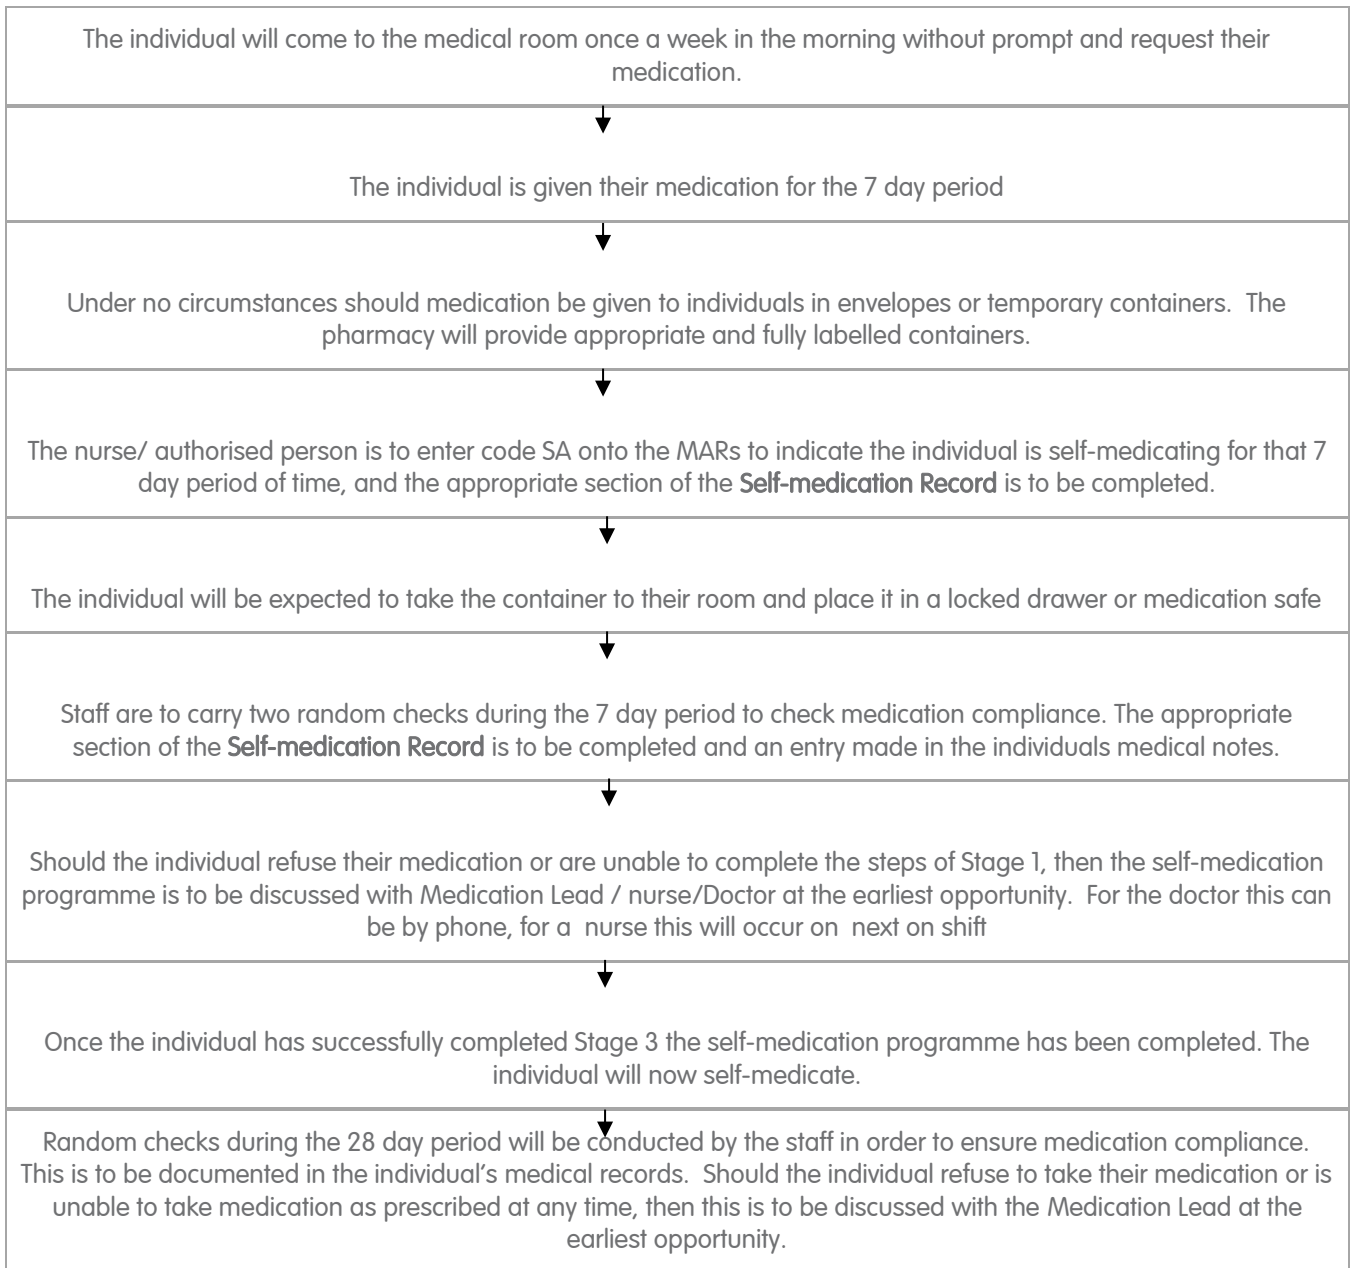 The individual will come to the medical room once a week in the morning without prompt and request their
medication.
The individual is given their medication for the 7 day period
Under no circumstances should medication be given to individuals in envelopes or temporary containers.  The
pharmacy will provide appropriate and fully labelled containers.
The nurse/ authorised person is to enter code SA onto the MARs to indicate the individual is self-medicating for that 7
day period of time, and the appropriate section of the Self-medication Record is to be completed.
The individual will be expected to take the container to their room and place it in a locked drawer or medication safe
Staff are to carry two random checks during the 7 day period to check medication compliance. The appropriate
section of the Self-medication Record is to be completed and an entry made in the individuals medical notes.
Should the individual refuse their medication or are unable to complete the steps of Stage 1, then the self-medication
programme is to be discussed with Medication Lead / nurse/Doctor at the earliest opportunity.  For the doctor this can
be by phone, for a  nurse this will occur on  next on shift
Once the individual has successfully completed Stage 3 the self-medication programme has been completed. The
individual will now self-medicate.
Random checks during the 28 day period will be conducted by the staff in order to ensure medication compliance.
This is to be documented in the individual's medical records.  Should the individual refuse to take their medication or is
unable to take medication as prescribed at any time, then this is to be discussed with the Medication Lead at the
earliest opportunity.